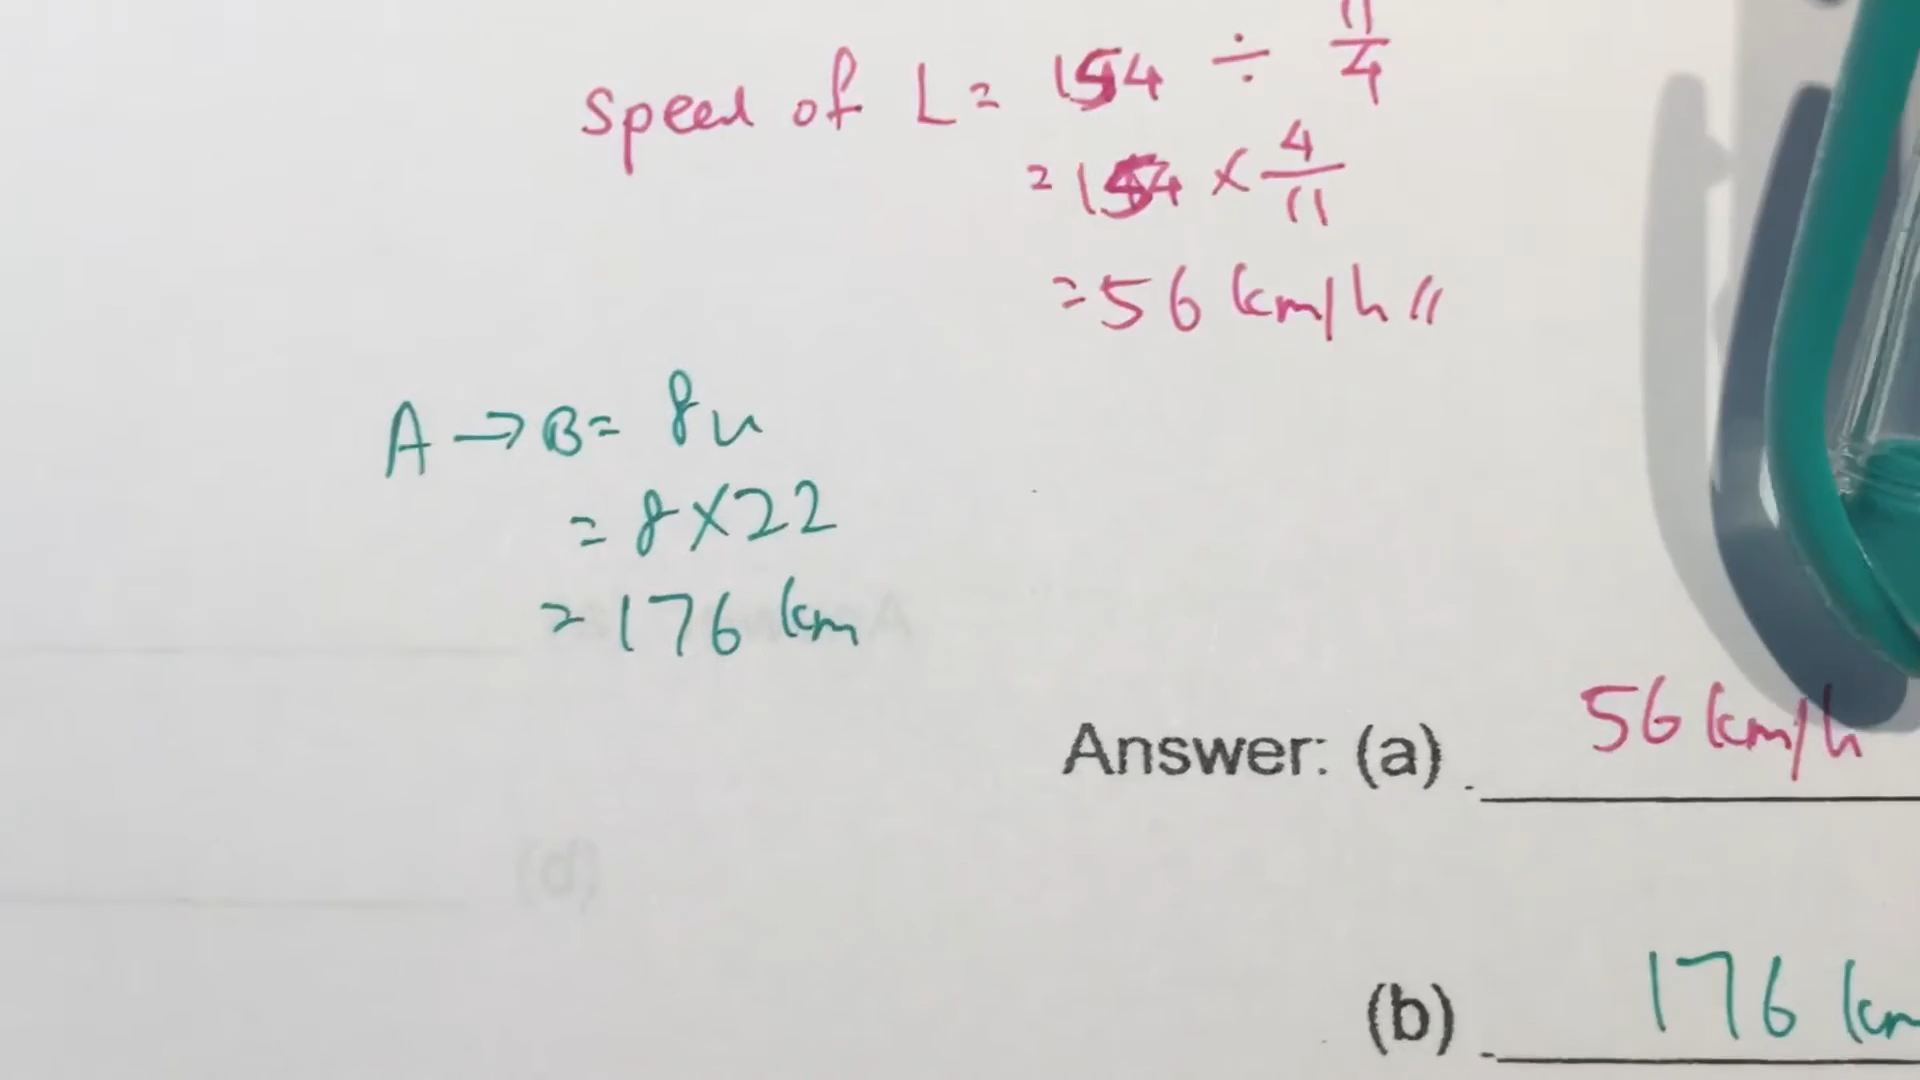 Speed of L = 154 ÷ 11/4
= 154 × 4/11
= 56 km/h //
A → B = 8u
= 8 × 22
= 176 km
Answer: (a) 56 km/h
(b) 176 km